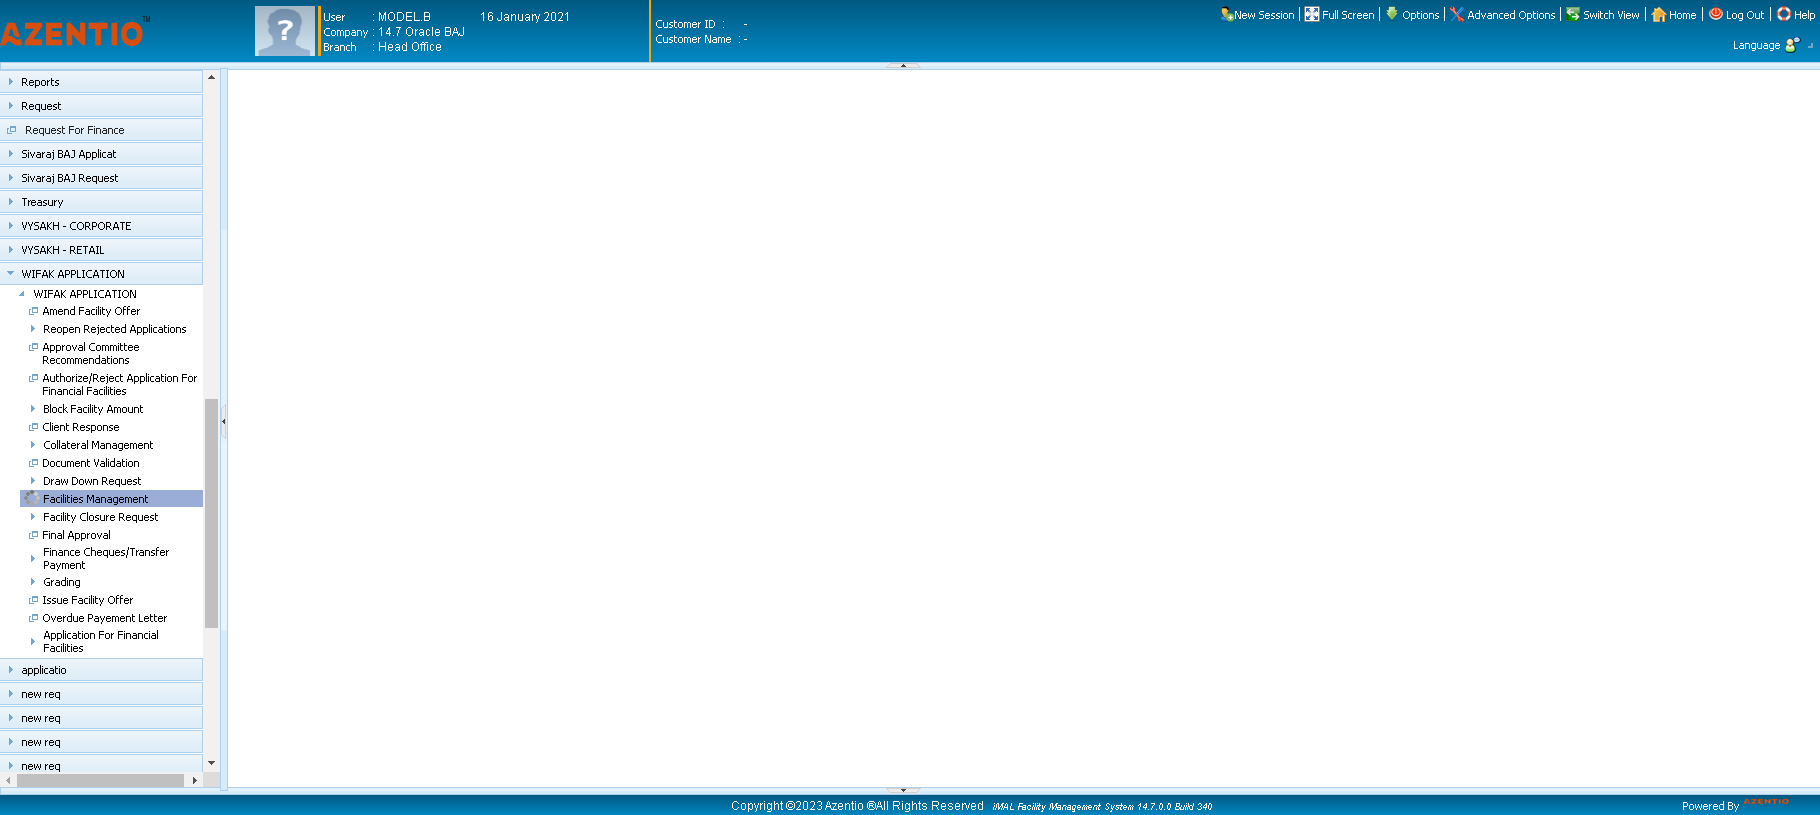 AZENTIO™
User : MODEL.B 16 January 2021
Company : 14.7 Oracle BAJ
Branch : Head Office
Customer ID : -
Customer Name : -
New Session Full Screen Options Advanced Options Switch View Home Log Out Help
Language
Reports
Request
Request For Finance
Sivaraj BAJ Applicat
Sivaraj BAJ Request
Treasury
VYSAKH - CORPORATE
VYSAKH - RETAIL
WIFAK APPLICATION
WIFAK APPLICATION
Amend Facility Offer
Reopen Rejected Applications
Approval Committee
Recommendations
Authorize/Reject Application For
Financial Facilities
Block Facility Amount
Client Response
Collateral Management
Document Validation
Draw Down Request
Facilities Management
Facility Closure Request
Final Approval
Finance Cheques/Transfer
Payment
Grading
Issue Facility Offer
Overdue Payement Letter
Application For Financial
Facilities
applicatio
new req
new req
new req
new req
Copyright ©2023 Azentio ®All Rights Reserved iMAL Facility Management System 14.7.0.0 Build 340
Powered By AZENTIO